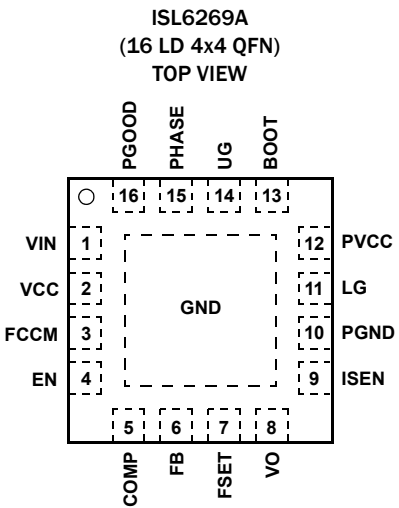 ISL6269A
(16 LD 4x4 QFN)
TOP VIEW
PGOOD PHASE UG BOOT
16 15 14 13
VIN 1 12 PVCC
VCC 2 11 LG
GND
FCCM 3 10 PGND
EN 4 9 ISEN
5 6 7 8
COMP FB FSET VO